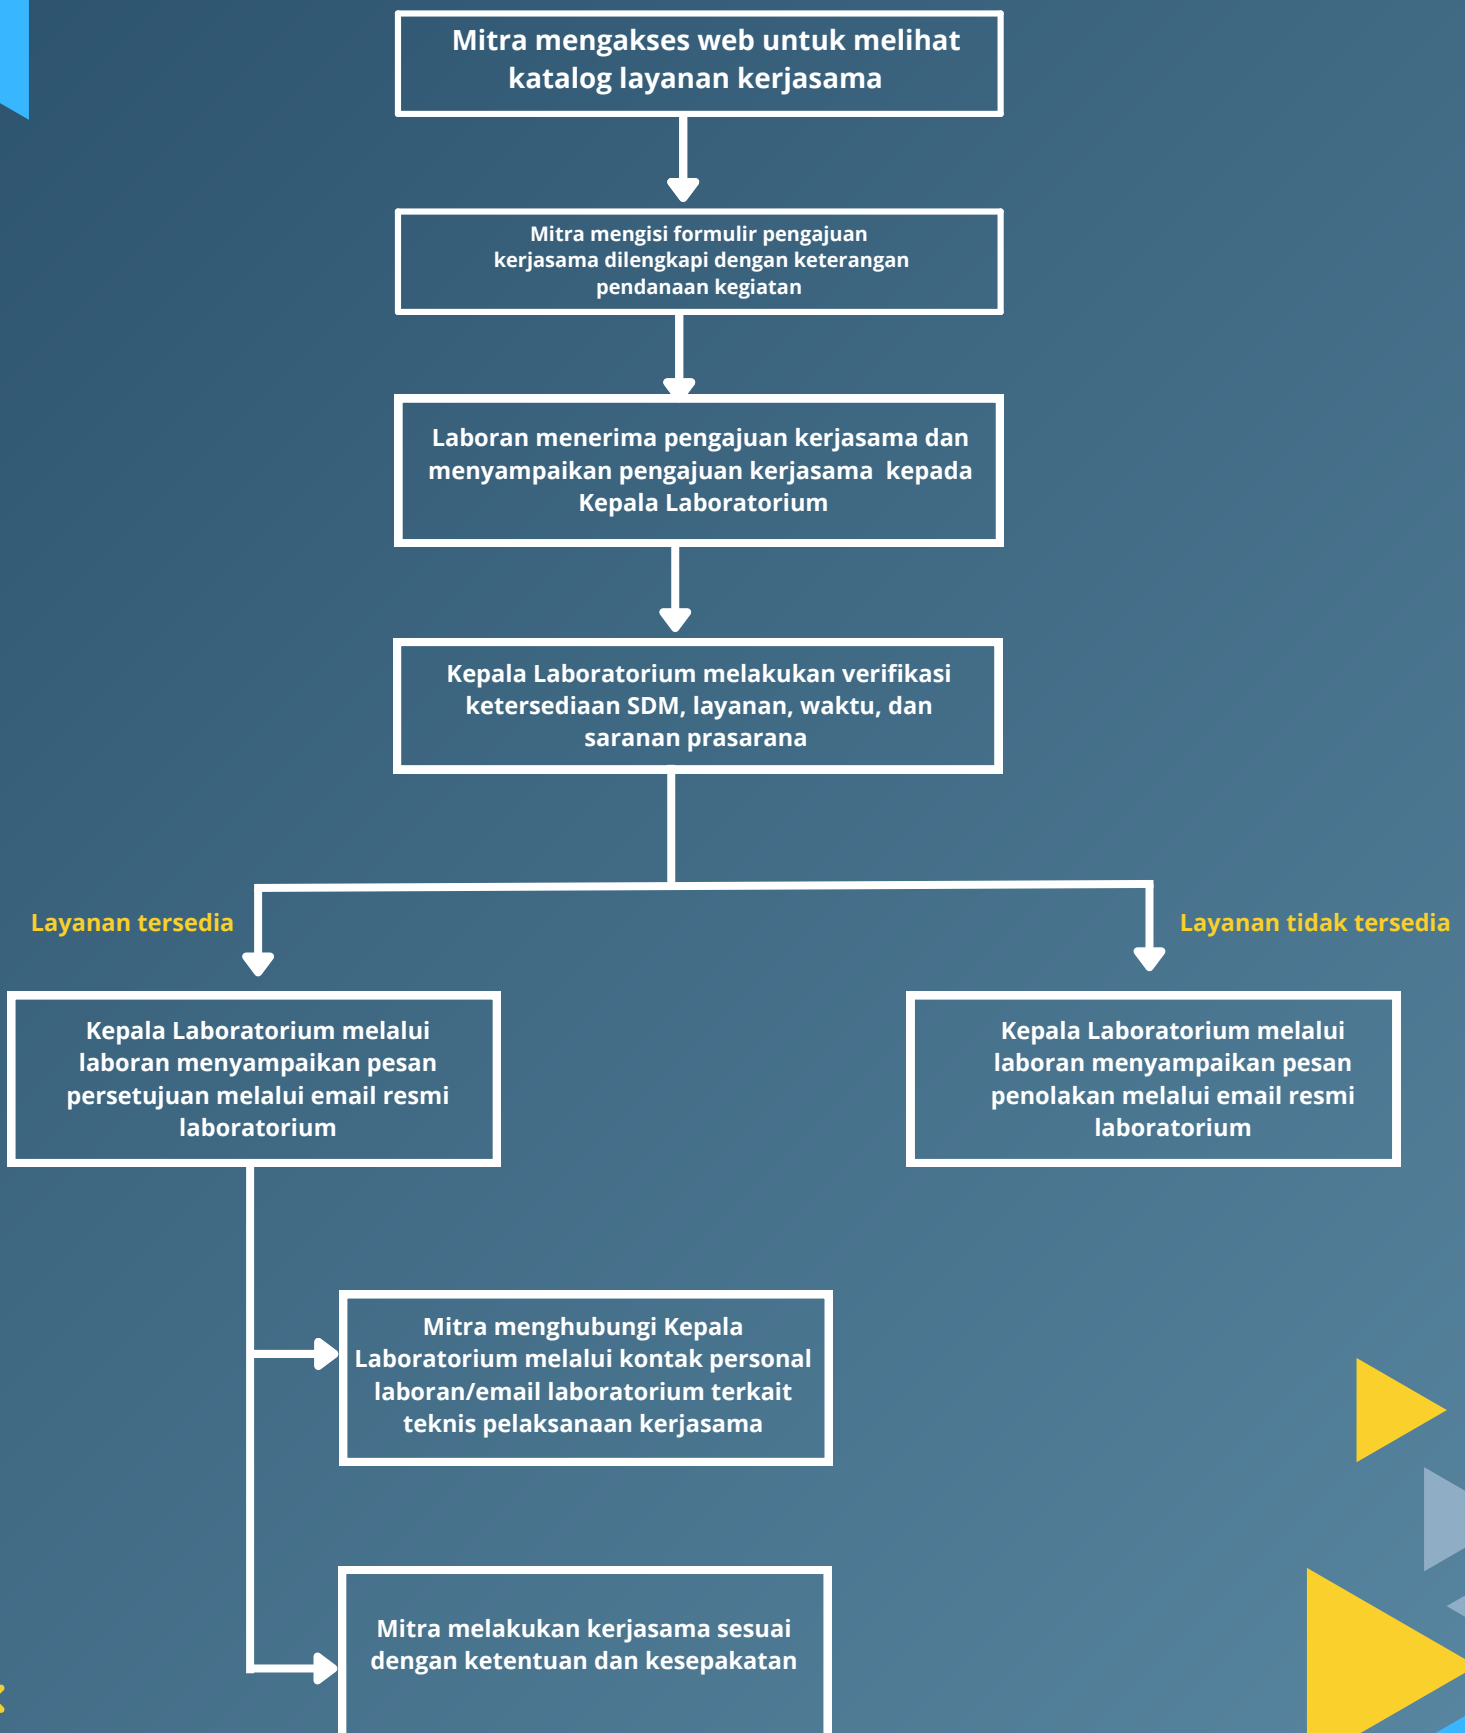 Mitra mengakses web untuk melihat
katalog layanan kerjasama
Mitra mengisi formulir pengajuan
kerjasama dilengkapi dengan keterangan
pendanaan kegiatan
Laboran menerima pengajuan kerjasama dan
menyampaikan pengajuan kerjasama kepada
Kepala Laboratorium
Kepala Laboratorium melakukan verifikasi
ketersediaan SDM, layanan, waktu, dan
saranan prasarana
Layanan tersedia
Layanan tidak tersedia
Kepala Laboratorium melalui
laboran menyampaikan pesan
persetujuan melalui email resmi
laboratorium
Kepala Laboratorium melalui
laboran menyampaikan pesan
penolakan melalui email resmi
laboratorium
Mitra menghubungi Kepala
Laboratorium melalui kontak personal
laboran/email laboratorium terkait
teknis pelaksanaan kerjasama
Mitra melakukan kerjasama sesuai
dengan ketentuan dan kesepakatan